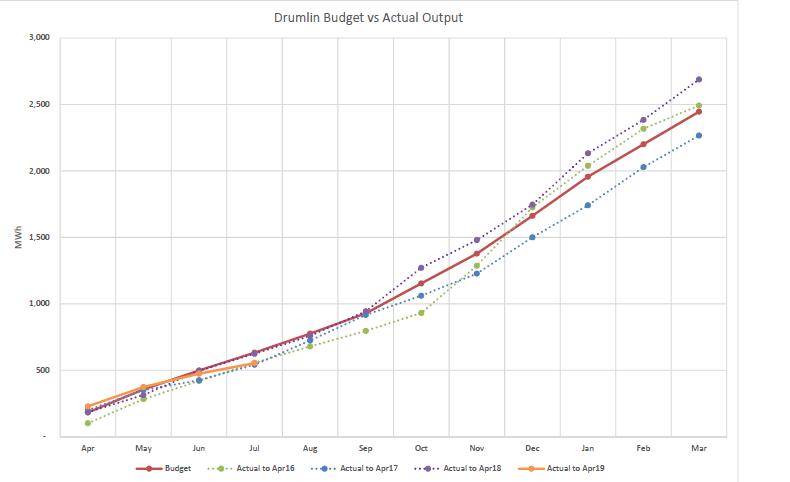 Drumlin Budget vs Actual Output
3,000
2,500
2,000
1,500
1,000
500
-
MWh
Apr May Jun Jul Aug Sep Oct Nov Dec Jan Feb Mar
Budget Actual to Apr16 Actual to Apr17 Actual to Apr18 Actual to Apr19